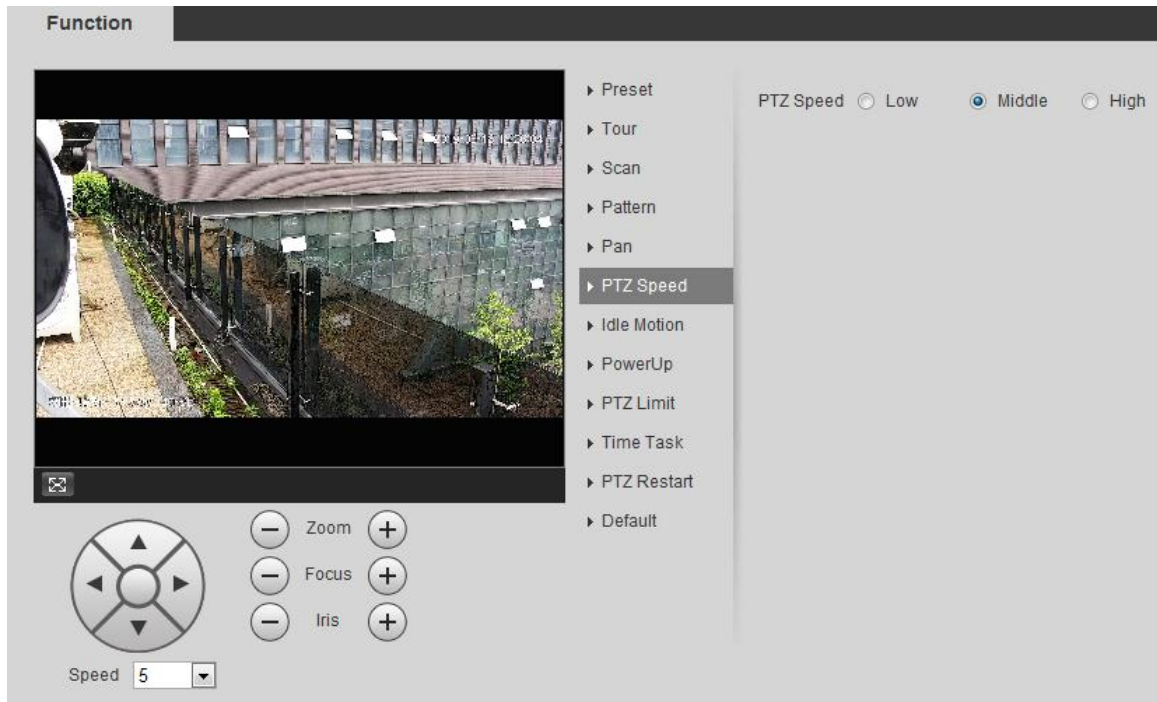 Function
Preset
Tour
Scan
Pattern
Pan
PTZ Speed
Idle Motion
PowerUp
PTZ Limit
Time Task
PTZ Restart
Default
PTZ Speed Low Middle High
Zoom
Focus
Iris
Speed 5